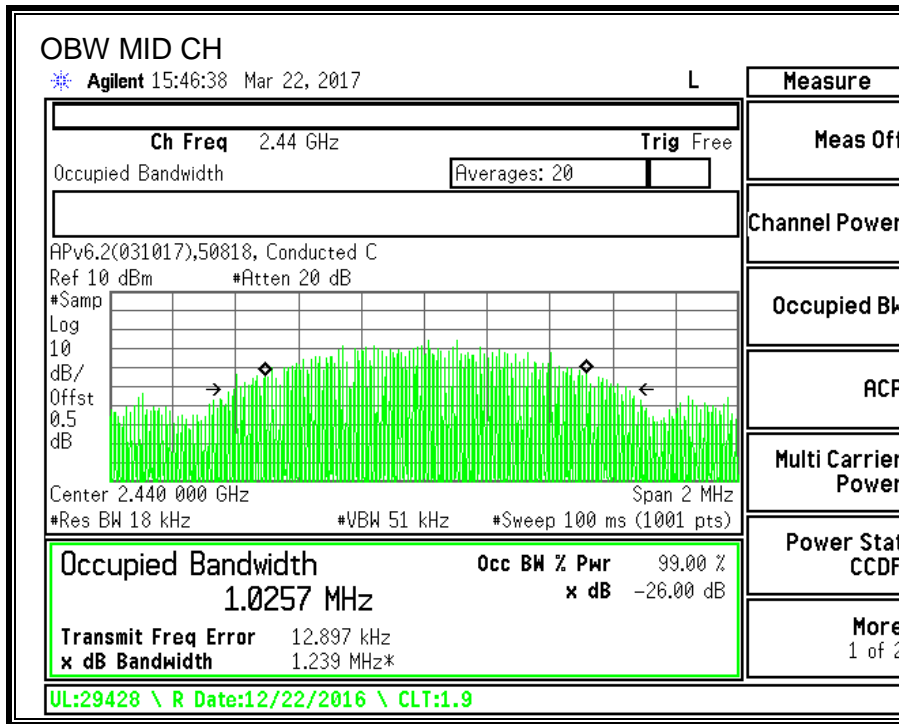 OBW MID CH
Agilent 15:46:38 Mar 22, 2017 L
Measure
Ch Freq 2.44 GHz Trig Free
Meas Off
Occupied Bandwidth Averages: 20
Channel Power
APv6.2(031017),50818, Conducted C
Ref 10 dBm #Atten 20 dB
#Samp
Log
10
dB/
Offst
0.5
dB
Occupied BW
ACP
Multi Carrier
Power
Center 2.440 000 GHz Span 2 MHz
#Res BW 18 kHz #VBW 51 kHz #Sweep 100 ms (1001 pts)
Power Stat
CCDF
Occupied Bandwidth Occ BW % Pwr 99.00 %
1.0257 MHz x dB -26.00 dB
Transmit Freq Error 12.897 kHz
x dB Bandwidth 1.239 MHz*
More
1 of 2
UL:29428 \ R Date:12/22/2016 \ CLT:1.9